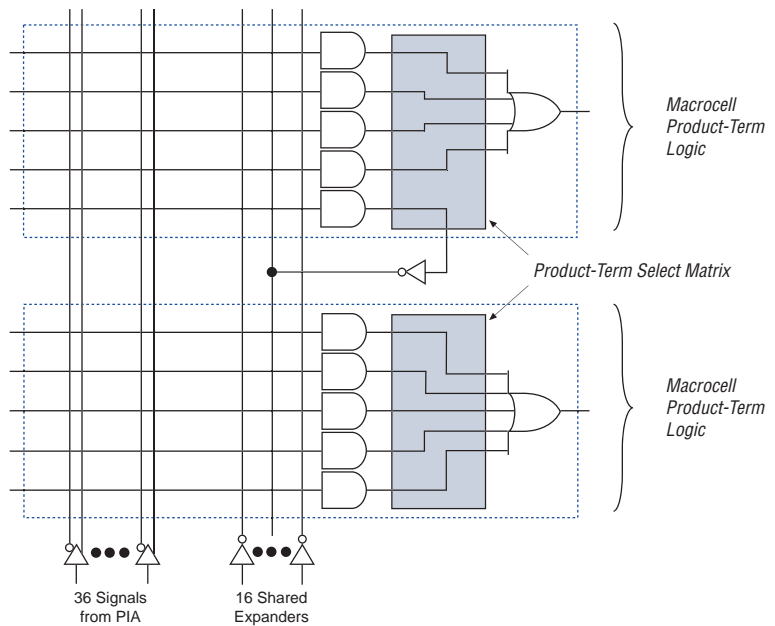 Macrocell
Product-Term
Logic
Product-Term Select Matrix
Macrocell
Product-Term
Logic
36 Signals
from PIA
16 Shared
Expanders